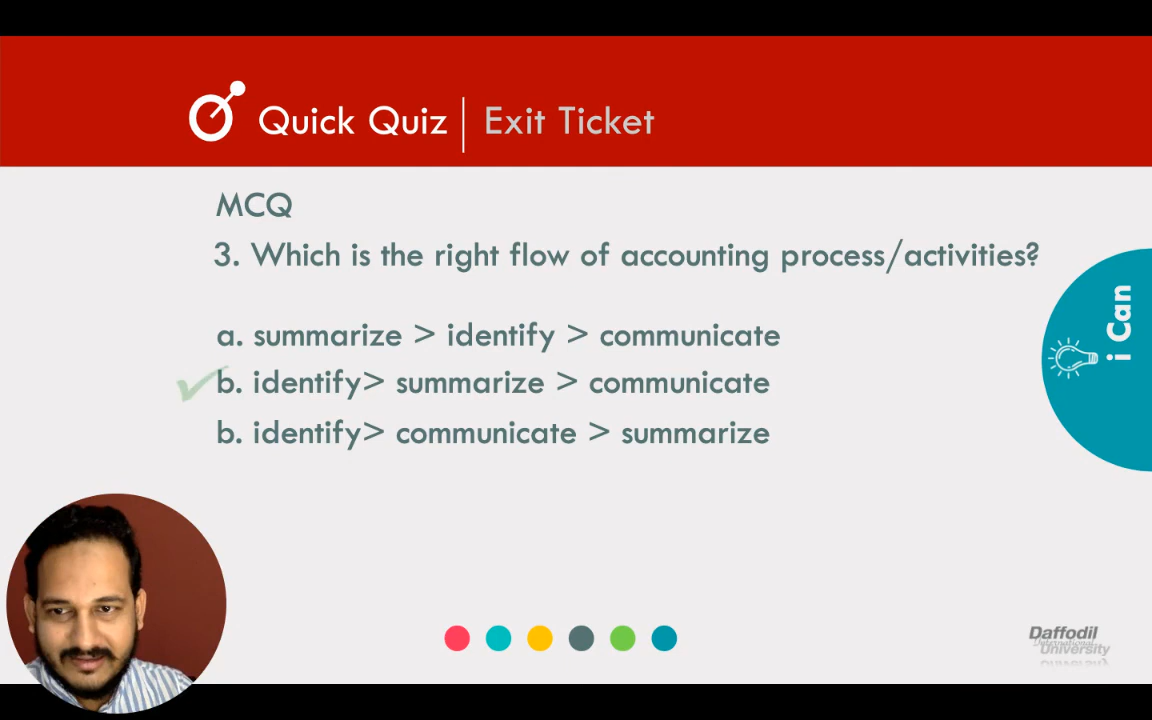 Quick Quiz | Exit Ticket
MCQ
3. Which is the right flow of accounting process/activities?
a. summarize > identify > communicate
b. identify> summarize > communicate
b. identify> communicate > summarize
i Can
Daffodil
International
University